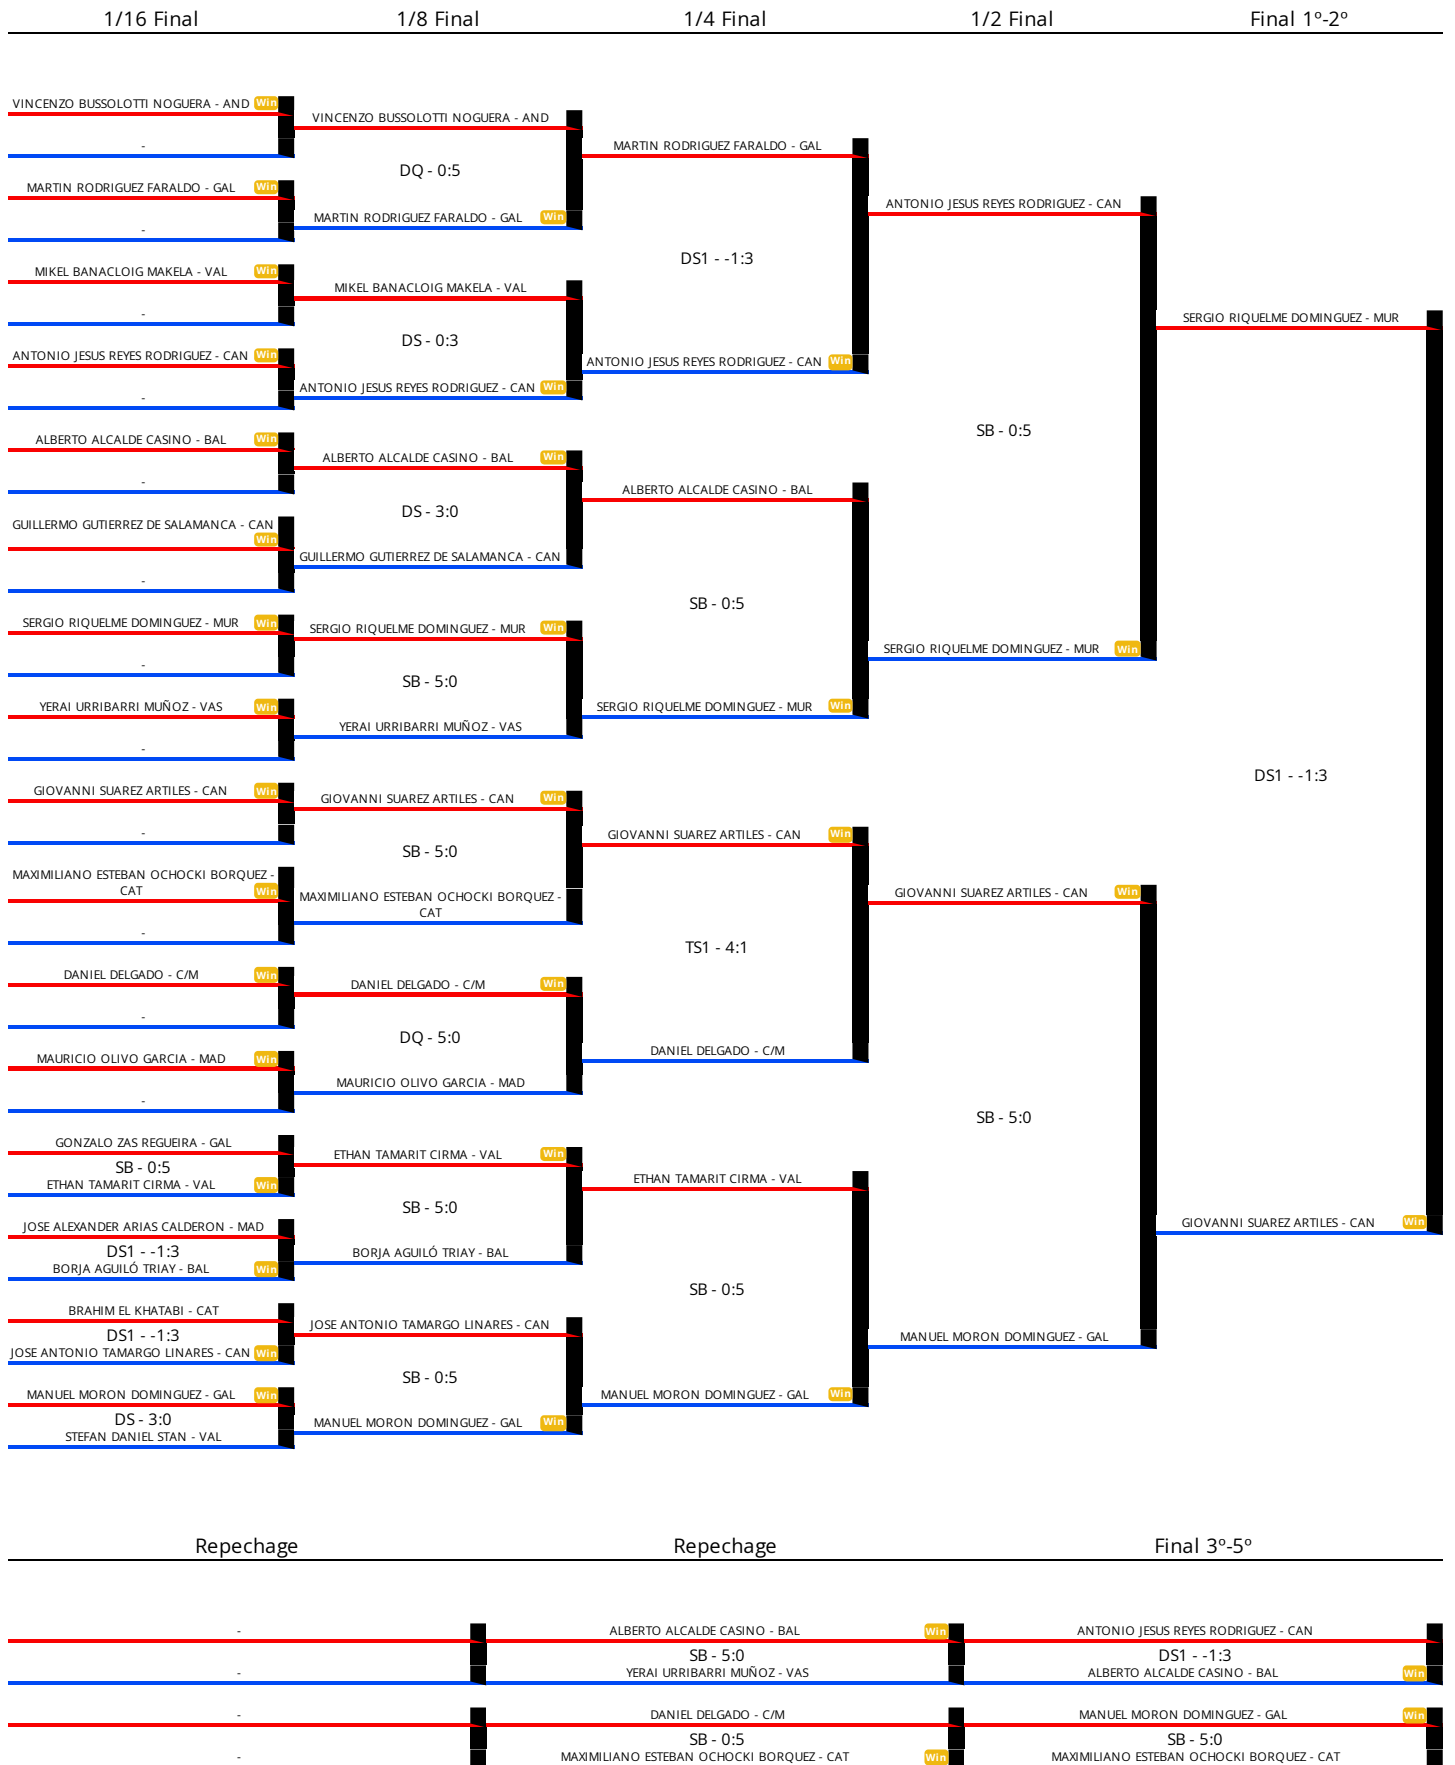 1/16 Final
1/8 Final
1/4 Final
1/2 Final
Final 1º-2º
VINCENZO BUSSOLOTTI NOGUERA - AND Win
-
MARTIN RODRIGUEZ FARALDO - GAL Win
-
MIKEL BANACLOIG MAKELA - VAL Win
-
ANTONIO JESUS REYES RODRIGUEZ - CAN Win
-
ALBERTO ALCALDE CASINO - BAL Win
-
GUILLERMO GUTIERREZ DE SALAMANCA - CAN
Win
-
SERGIO RIQUELME DOMINGUEZ - MUR Win
-
YERAI URRIBARRI MUÑOZ - VAS Win
-
GIOVANNI SUAREZ ARTILES - CAN Win
-
MAXIMILIANO ESTEBAN OCHOCKI BORQUEZ -
CAT Win
-
DANIEL DELGADO - C/M Win
-
MAURICIO OLIVO GARCIA - MAD Win
-
GONZALO ZAS REGUEIRA - GAL
SB - 0:5
ETHAN TAMARIT CIRMA - VAL Win
JOSE ALEXANDER ARIAS CALDERON - MAD
DS1 - -1:3
BORJA AGUILÓ TRIAY - BAL Win
BRAHIM EL KHATABI - CAT
DS1 - -1:3
JOSE ANTONIO TAMARGO LINARES - CAN Win
MANUEL MORON DOMINGUEZ - GAL Win
DS - 3:0
STEFAN DANIEL STAN - VAL
VINCENZO BUSSOLOTTI NOGUERA - AND
DQ - 0:5
MARTIN RODRIGUEZ FARALDO - GAL Win
MIKEL BANACLOIG MAKELA - VAL
DS - 0:3
ANTONIO JESUS REYES RODRIGUEZ - CAN Win
ALBERTO ALCALDE CASINO - BAL Win
DS - 3:0
GUILLERMO GUTIERREZ DE SALAMANCA - CAN
SERGIO RIQUELME DOMINGUEZ - MUR Win
SB - 5:0
YERAI URRIBARRI MUÑOZ - VAS
GIOVANNI SUAREZ ARTILES - CAN Win
SB - 5:0
MAXIMILIANO ESTEBAN OCHOCKI BORQUEZ -
CAT
DANIEL DELGADO - C/M Win
DQ - 5:0
MAURICIO OLIVO GARCIA - MAD
ETHAN TAMARIT CIRMA - VAL Win
SB - 5:0
BORJA AGUILÓ TRIAY - BAL
JOSE ANTONIO TAMARGO LINARES - CAN
SB - 0:5
MANUEL MORON DOMINGUEZ - GAL Win
MARTIN RODRIGUEZ FARALDO - GAL
DS1 - -1:3
ANTONIO JESUS REYES RODRIGUEZ - CAN Win
ALBERTO ALCALDE CASINO - BAL
SB - 0:5
SERGIO RIQUELME DOMINGUEZ - MUR Win
GIOVANNI SUAREZ ARTILES - CAN Win
TS1 - 4:1
DANIEL DELGADO - C/M
ETHAN TAMARIT CIRMA - VAL
SB - 0:5
MANUEL MORON DOMINGUEZ - GAL Win
ANTONIO JESUS REYES RODRIGUEZ - CAN
SB - 0:5
SERGIO RIQUELME DOMINGUEZ - MUR Win
GIOVANNI SUAREZ ARTILES - CAN Win
SB - 5:0
MANUEL MORON DOMINGUEZ - GAL
SERGIO RIQUELME DOMINGUEZ - MUR
DS1 - -1:3
GIOVANNI SUAREZ ARTILES - CAN Win
Repechage
Repechage
Final 3º-5º
-
-
-
-
ALBERTO ALCALDE CASINO - BAL Win
SB - 5:0
YERAI URRIBARRI MUÑOZ - VAS
DANIEL DELGADO - C/M
SB - 0:5
MAXIMILIANO ESTEBAN OCHOCKI BORQUEZ - CAT Win
ANTONIO JESUS REYES RODRIGUEZ - CAN
DS1 - -1:3
ALBERTO ALCALDE CASINO - BAL Win
MANUEL MORON DOMINGUEZ - GAL Win
SB - 5:0
MAXIMILIANO ESTEBAN OCHOCKI BORQUEZ - CAT